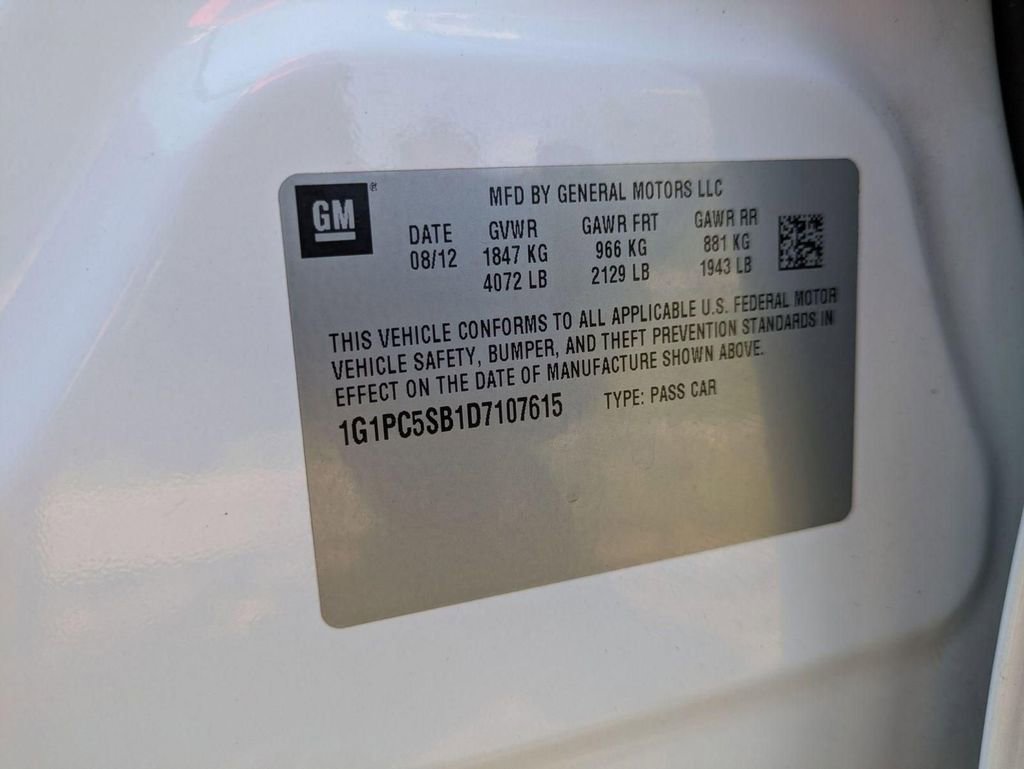 GM ®
MFD BY GENERAL MOTORS LLC
DATE GVWR GAWR FRT GAWR RR
08/12 1847 KG 966 KG 881 KG
4072 LB 2129 LB 1943 LB
THIS VEHICLE CONFORMS TO ALL APPLICABLE U.S. FEDERAL MOTOR
VEHICLE SAFETY, BUMPER, AND THEFT PREVENTION STANDARDS IN
EFFECT ON THE DATE OF MANUFACTURE SHOWN ABOVE.
1G1PC5SB1D7107615 TYPE: PASS CAR